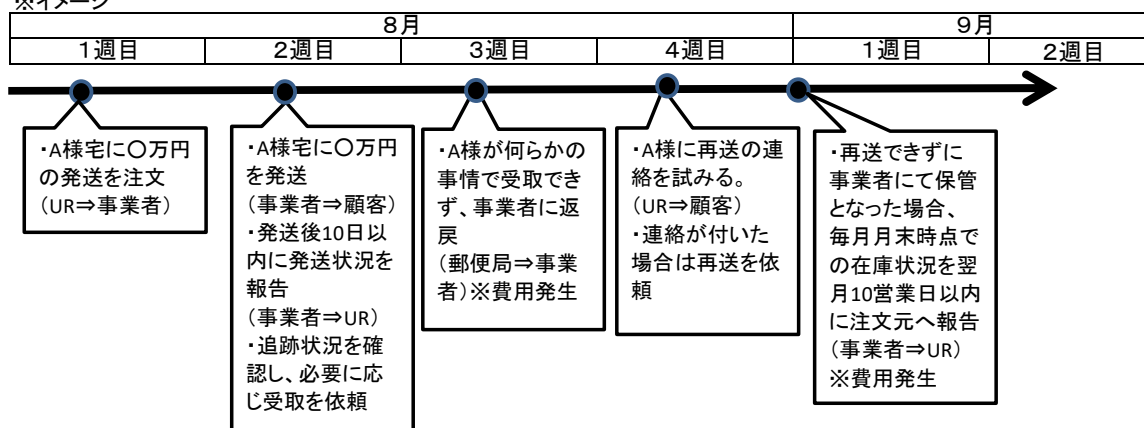 ※イメージ
8月
9月
1週目
2週目
3週目
4週目
1週目
2週目
・A様宅に〇万円
の発送を注文
(UR⇒事業者)
・A様宅に〇万円
を発送
(事業者⇒顧客)
・発送後10日以
内に発送状況を
報告
(事業者⇒UR)
・追跡状況を確
認し、必要に応
じ受取を依頼
・A様が何らかの
事情で受取でき
ず、事業者に返
戻
(郵便局⇒事業
者)※費用発生
・A様に再送の連
絡を試みる。
(UR⇒顧客)
・連絡が付いた
場合は再送を依
頼
・再送できずに
事業者にて保管
となった場合、
毎月月末時点で
の在庫状況を翌
月10営業日以内
に注文元へ報告
(事業者⇒UR)
※費用発生